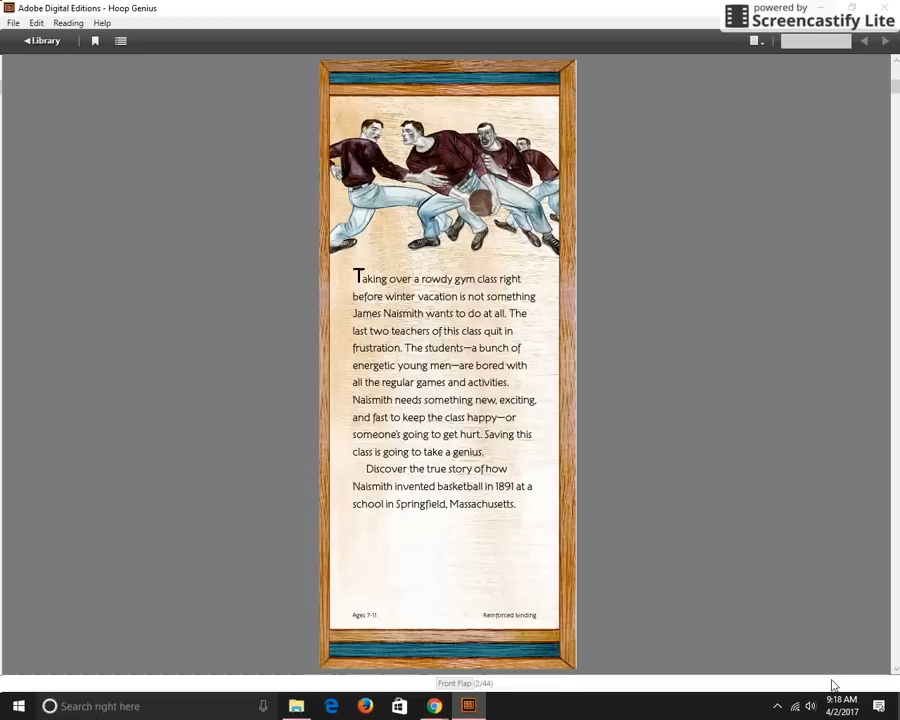 Adobe Digital Editions - Hoop Genius
powered by
Screencastify Lite
File Edit Reading Help
Library
Taking over a rowdy gym class right
before winter vacation is not something
James Naismith wants to do at all. The
last two teachers of this class quit in
frustration. The students—a bunch of
energetic young men—are bored with
all the regular games and activities.
Naismith needs something new, exciting,
and fast to keep the class happy—or
someone's going to get hurt. Saving this
class is going to take a genius.
Discover the true story of how
Naismith invented basketball in 1891 at a
school in Springfield, Massachusetts.
Ages 7-11 Reinforced binding
Front Flap (2/44)
Search right here
9:18 AM
4/2/2017